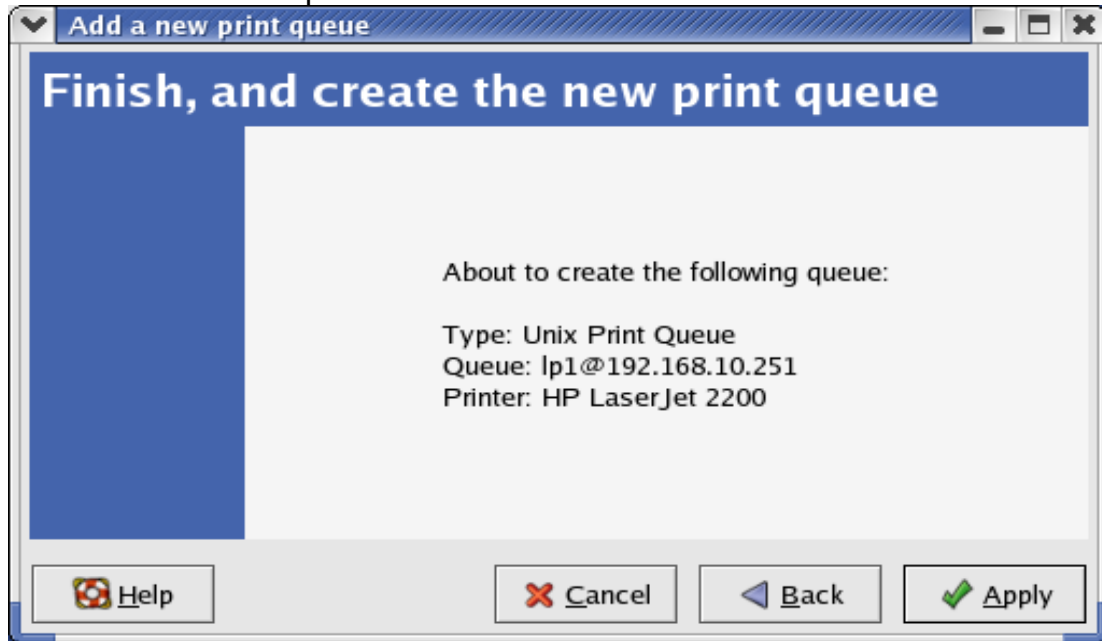 Add a new print queue
Finish, and create the new print queue
About to create the following queue:
Type: Unix Print Queue
Queue: lp1@192.168.10.251
Printer: HP LaserJet 2200
Help
Cancel
Back
Apply